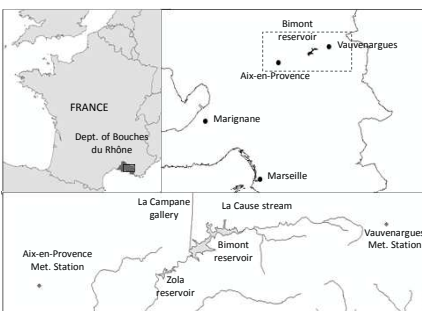 FRANCE
Dept. of Bouches
du Rhône
Bimont
reservoir
Vauvenargues
Aix-en-Provence
Marignane
Marseille
La Campane
gallery
La Cause stream
Aix-en-Provence
Met. Station
Bimont
reservoir
Vauvenargues
Met. Station
Zola
reservoir